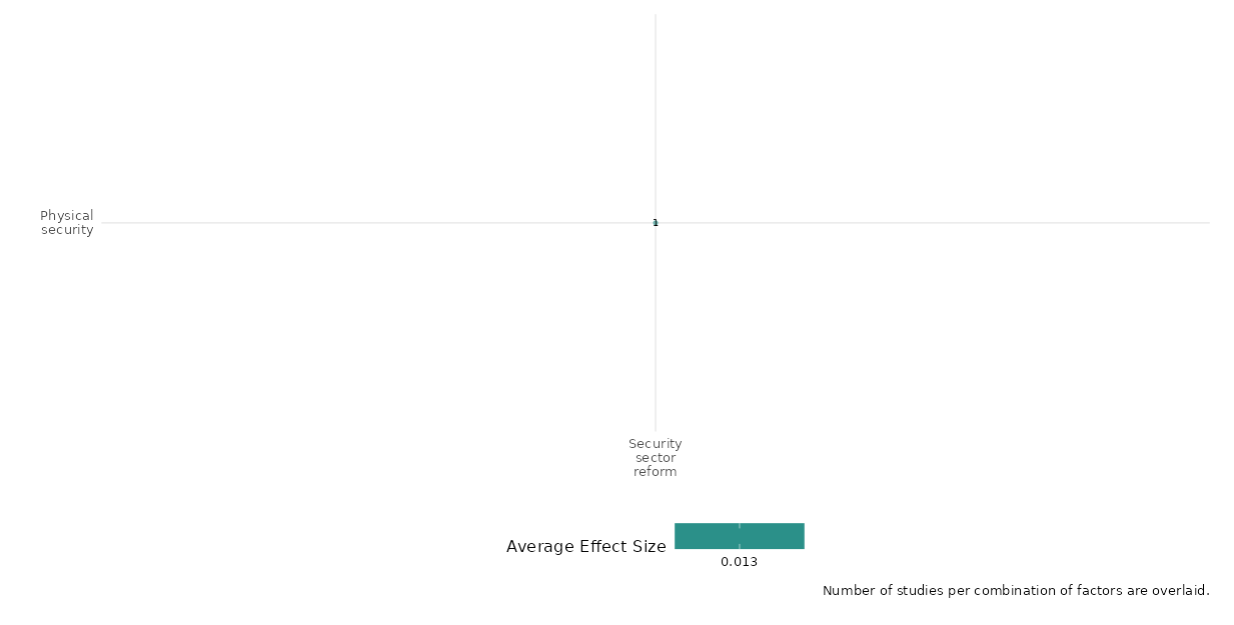 Physical
security
1
Security
sector
reform
Average Effect Size
0.013
Number of studies per combination of factors are overlaid.